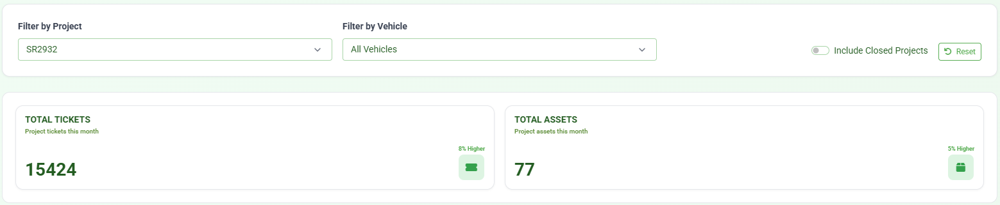 Filter by Project
Filter by Vehicle
SR2932
All Vehicles
Include Closed Projects
Reset
TOTAL TICKETS
Project tickets this month
8% Higher
15424
TOTAL ASSETS
Project assets this month
5% Higher
77